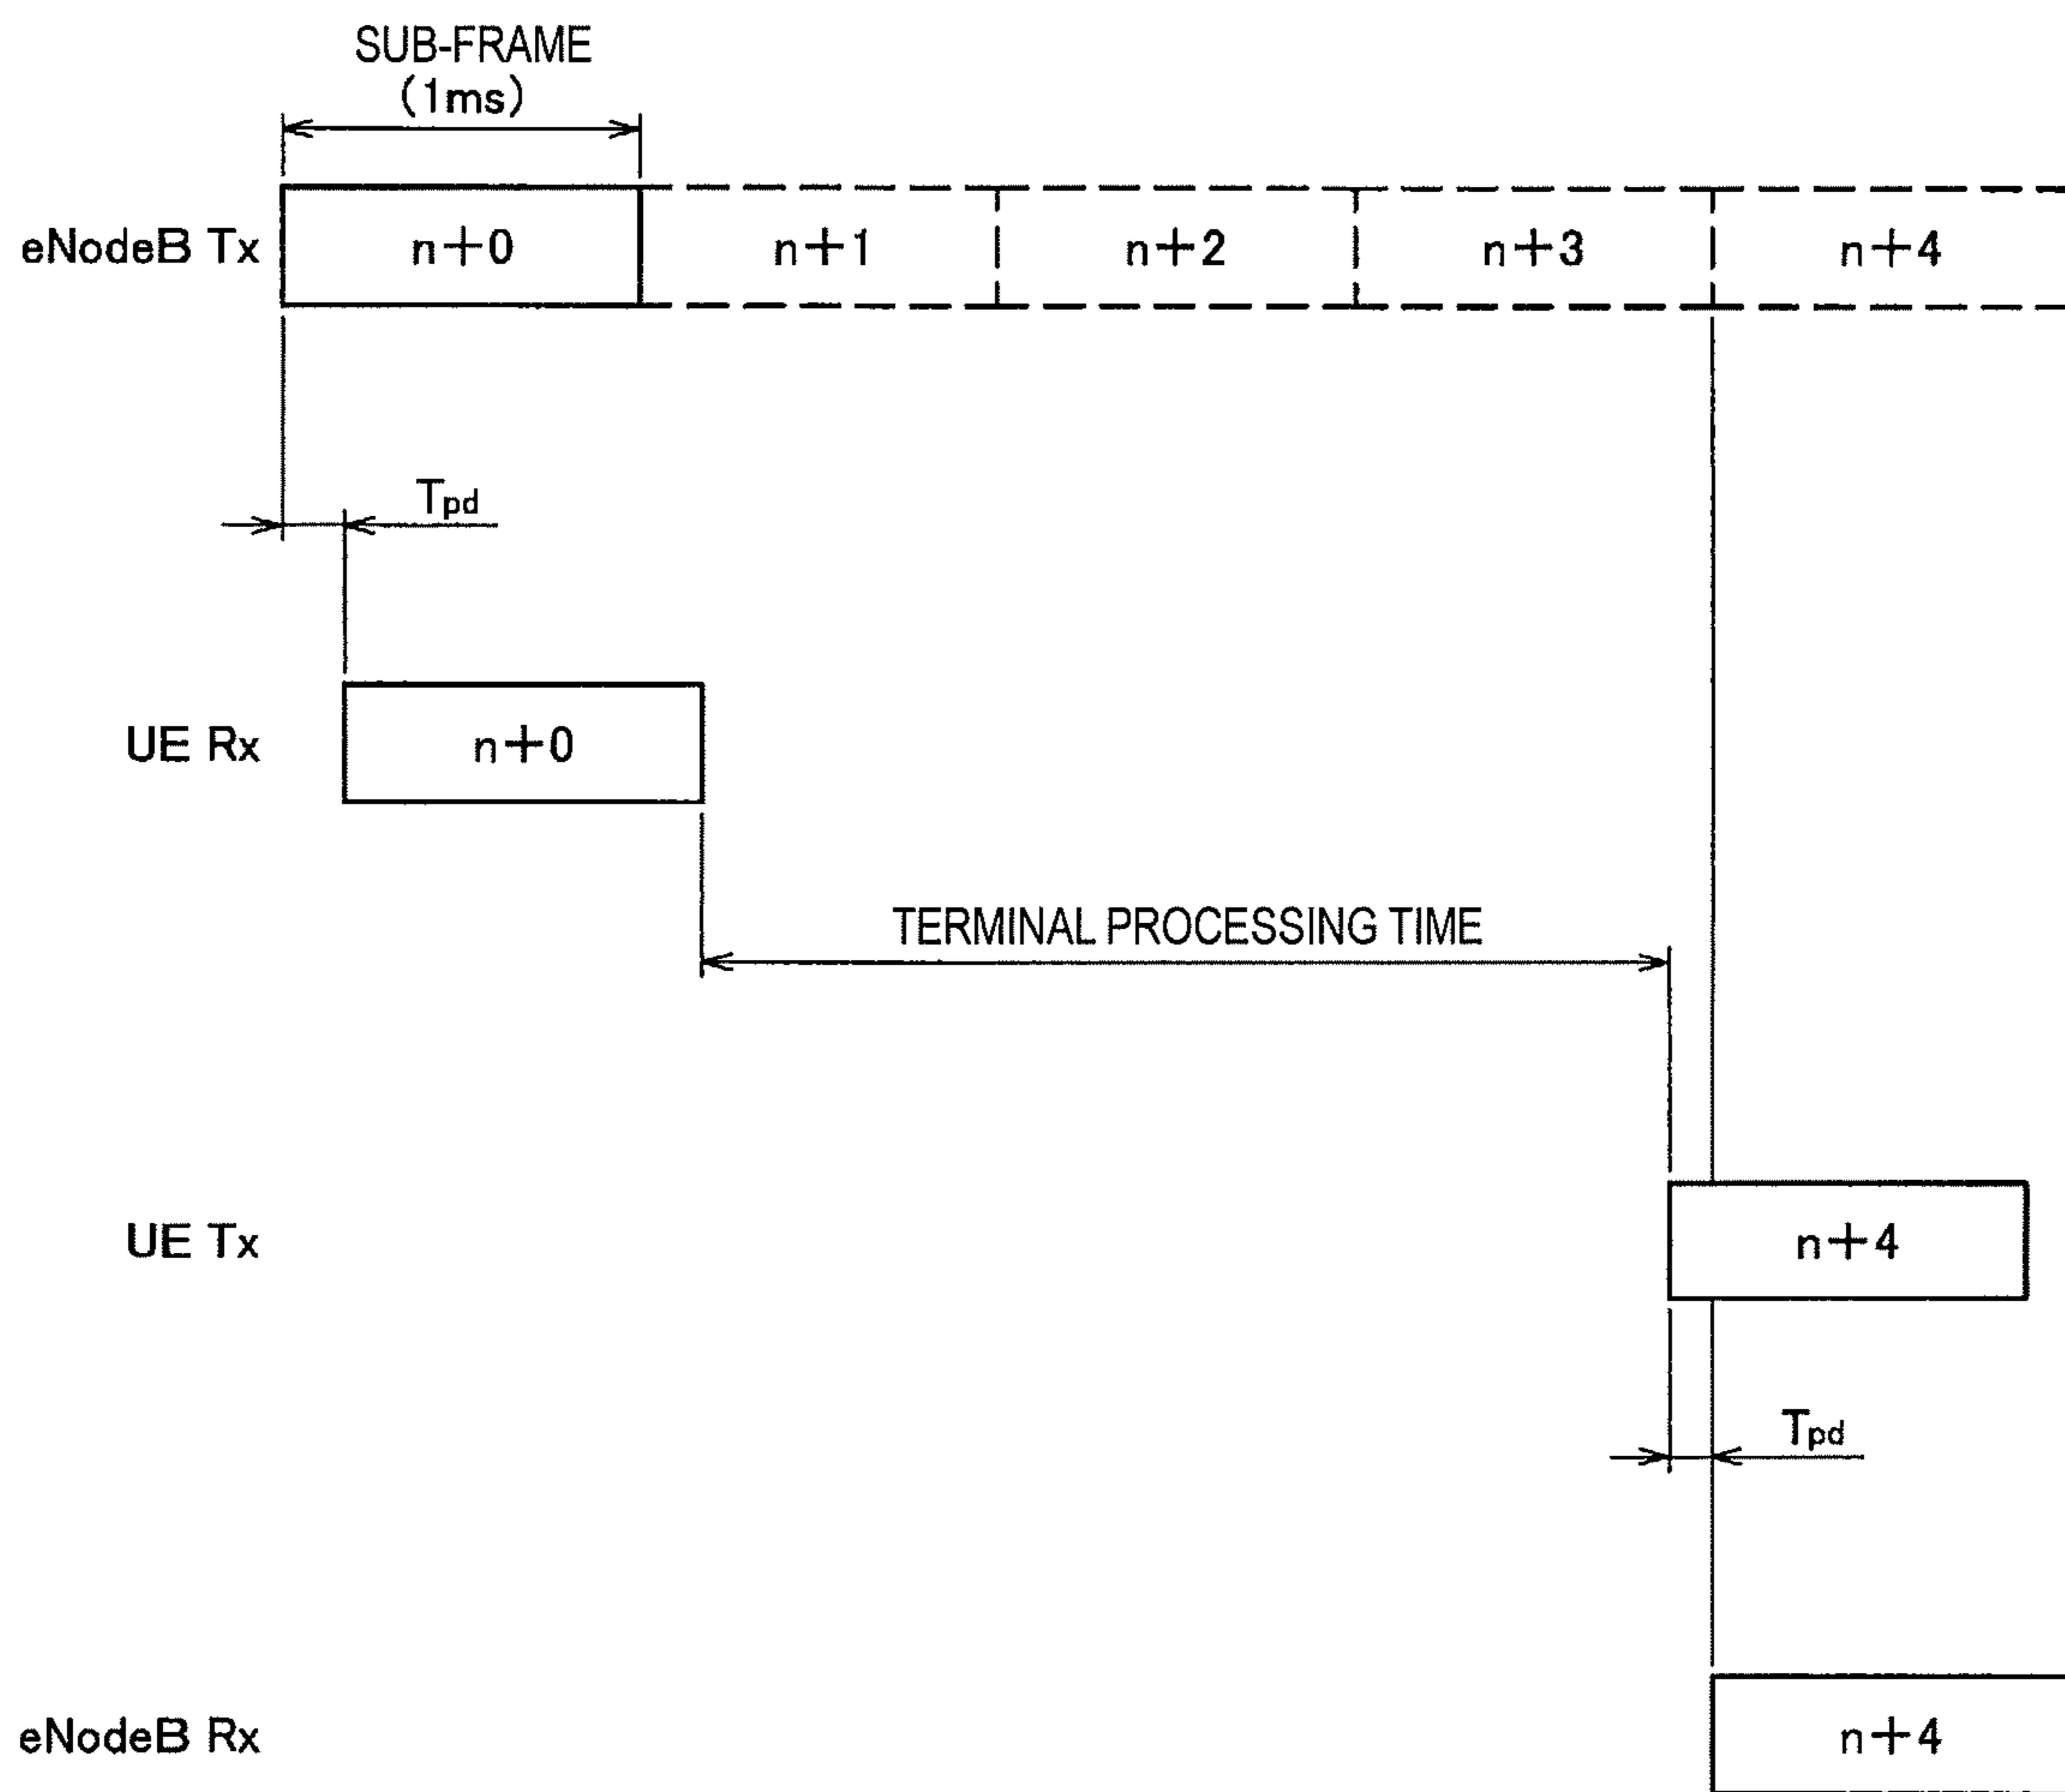 SUB-FRAME
(1ms)
eNodeB Tx n+0 n+1 n+2 n+3 n+4
Tpd
UE Rx n+0
TERMINAL PROCESSING TIME
UE Tx n+4
Tpd
eNodeB Rx n+4